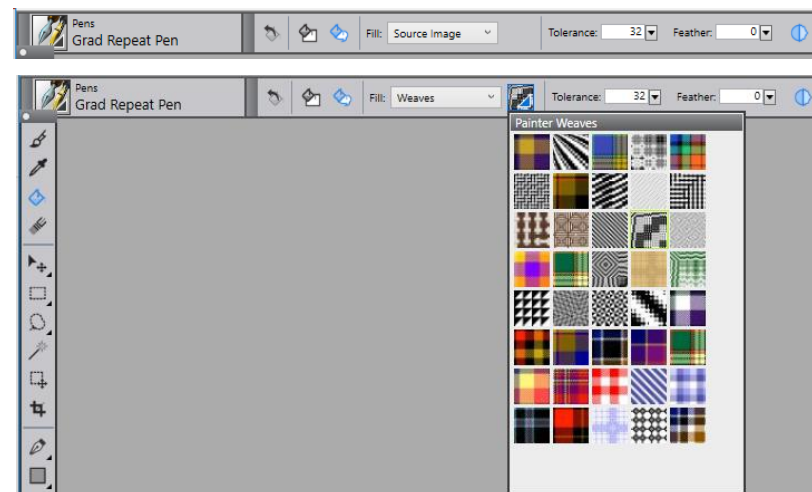 Pens
Grad Repeat Pen
Fill: Source Image
Tolerance: 32
Feather: 0
Pens
Grad Repeat Pen
Fill: Weaves
Tolerance: 32
Feather: 0
Painter Weaves